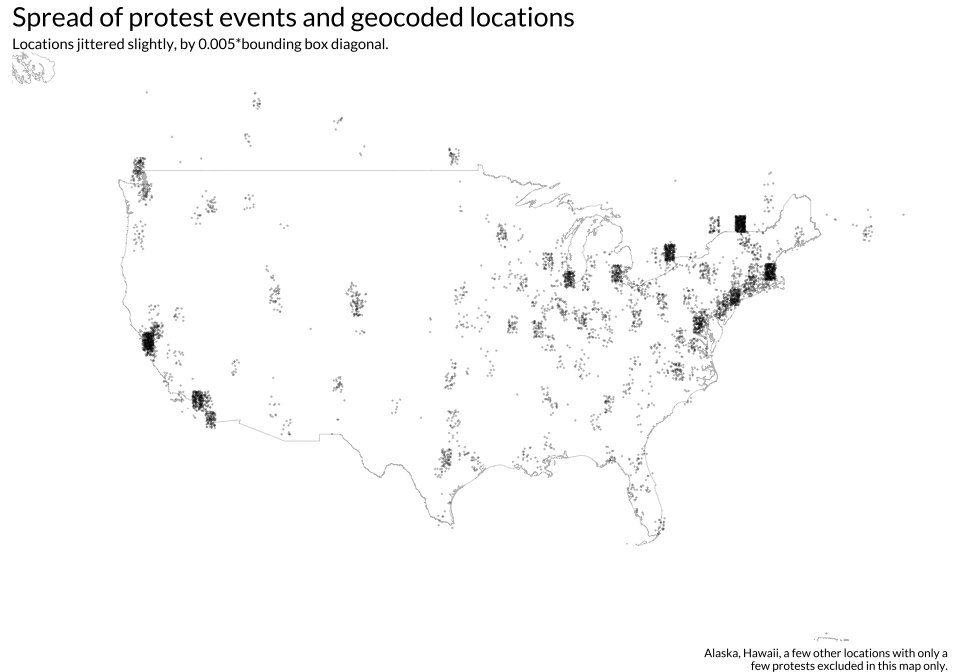 Spread of protest events and geocoded locations
Locations jittered slightly, by 0.005*bounding box diagonal.
Alaska, Hawaii, a few other locations with only a
few protests excluded in this map only.